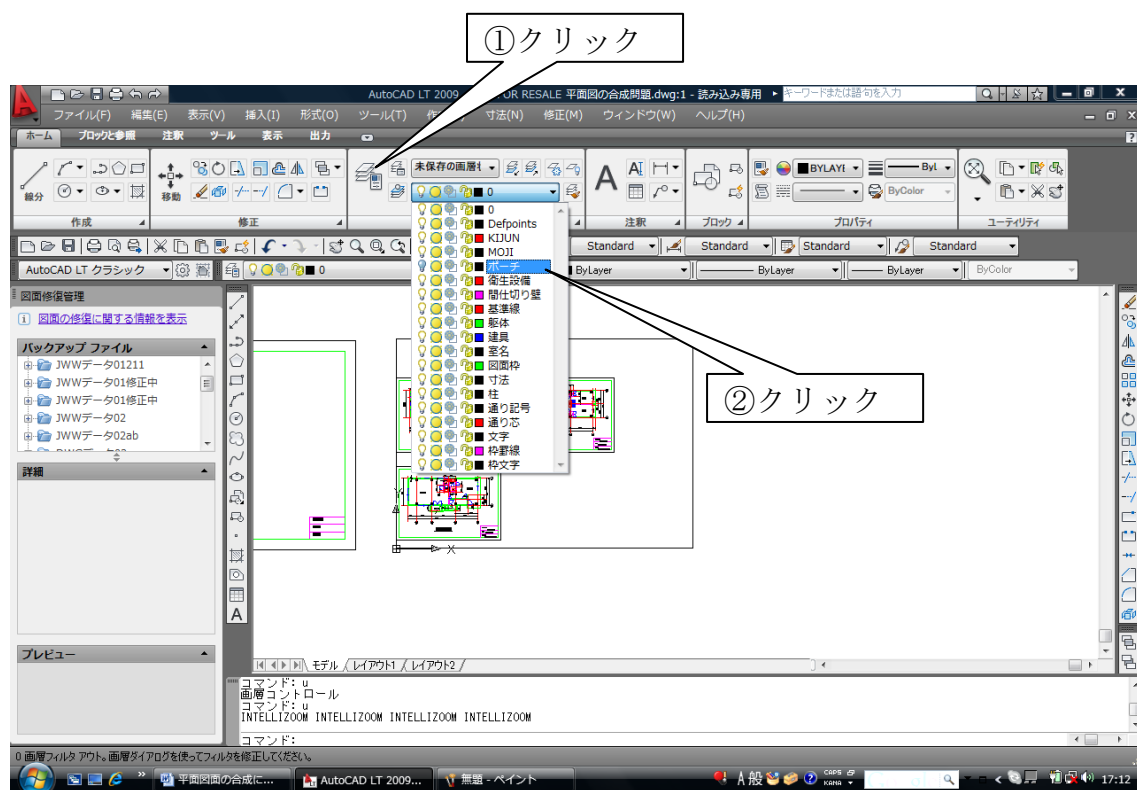 ①クリック
AutoCAD LT 2009
OR RESALE 平面図の合成問題.dwg:1 - 読み込み専用
キーワードまたは語句を入力
ファイル(F) 編集(E) 表示(V) 挿入(I) 形式(O) ツール(T) 寸法(N) 修正(M) ウィンドウ(W) ヘルプ(H)
ホーム ブロックと参照 注釈 ツール 表示 出力
未保存の画層
BYLAYI
ByL
線分
移動
0
A
ByColor
作成 修正 注釈 ブロック プロパティ ユーティリティ
Standard Standard Standard Standard
AutoCAD LT クラシック
0
ByLayer ByLayer ByLayer ByColor
0
Defpoints
KIJUN
MOJI
ポーチ
衛生設備
間仕切り壁
基準線
躯体
建具
室名
図面枠
寸法
柱
通り記号
通り芯
文字
枠罫線
枠文字
②クリック
図面修復管理
図面の修復に関する情報を表示
バックアップ ファイル
JWWデータ01211
JWWデータ01修正中
JWWデータ01修正中
JWWデータ02
JWWデータ02ab
詳細
プレビュー
A
Y
X
モデル レイアウト1 レイアウト2
コマンド: u
画層コントロール
コマンド: u
INTELLIZOOM INTELLIZOOM INTELLIZOOM INTELLIZOOM
コマンド:
0 画層フィルタ アウト。画層ダイアログを使ってフィルタを修正してください。
平面図面の合成に... AutoCAD LT 2009... 無題 - ペイント
A 般
CAPS
KANA
17:12